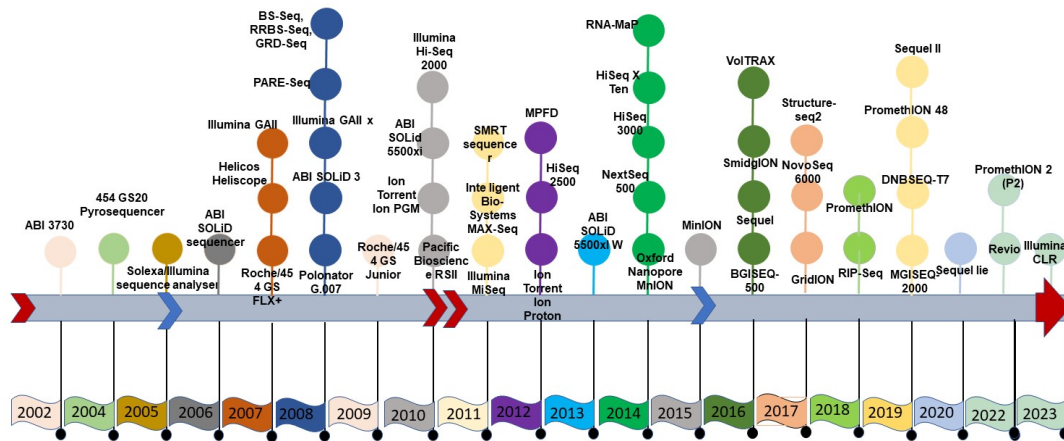 ABI 3730
454 GS20
Pyrosequencer
Solexa/Illumina
sequence analyser
ABI
SOLiD
sequencer
Illumina GAII
Helicos
Heliscope
Roche/45
4 GS
FLX+
BS-Seq,
RRBS-Seq,
GRD-Seq
PARE-Seq
Illumina GAII x
ABI SOLiD 3
Polonator
G.007
Roche/45
4 GS
Junior
Illumina
Hi-Seq
2000
ABI
SOLid
5500xi
Ion
Torrent
Ion PGM
Pacific
Bioscienc
e RSII
SMRT
sequence
r
Inteligent
Bio-
Systems
MAX-Seq
Illumina
MiSeq
MPFD
HiSeq
2500
Ion
Torrent
Ion
Proton
ABI
SOLiD
5500xl W
RNA-MaP
HiSeq X
Ten
HiSeq
3000
NextSeq
500
Oxford
Nanopore
MnION
MinION
VolTRAX
SmidgION
Sequel
BGISEQ-
500
Structure-
seq2
NovoSeq
6000
GridION
PromethION
RIP-Seq
Sequel II
PromethION 48
DNBSEQ-T7
MGISEQ-
2000
Sequel Iie
PromethION 2
(P2)
Revio
Illumina
CLR
2002
2004
2005
2006
2007
2008
2009
2010
2011
2012
2013
2014
2015
2016
2017
2018
2019
2020
2022
2023